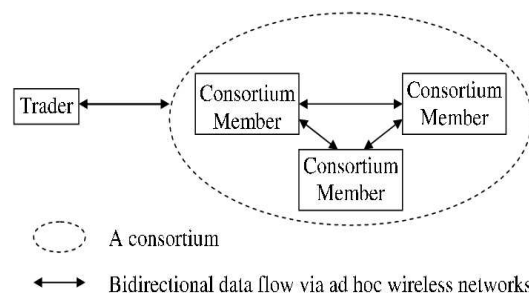 Trader
Consortium
Member
Consortium
Member
Consortium
Member
A consortium
Bidirectional data flow via ad hoc wireless networks